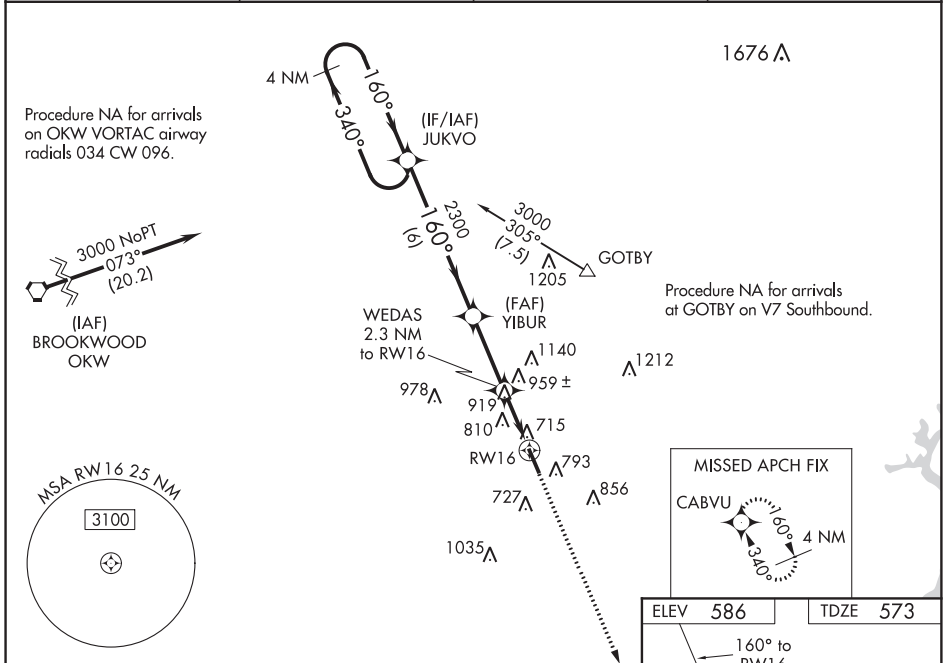 1676
4 NM
160°
340°
(IF/IAF)
JUKVO
Procedure NA for arrivals
on OKW VORTAC airway
radials 034 CW 096.
2300
160°
(6)
3000
305°
(7.5)
GOTBY
1205
3000 NoPT
073°
(20.2)
(IAF)
BROOKWOOD
OKW
Procedure NA for arrivals
at GOTBY on V7 Southbound.
(FAF)
YIBUR
WEDAS
2.3 NM
to RW16
1140
1212
959 ±
978
919
810
715
RW16
793
727
856
1035
MSA RW16 25 NM
3100
MISSED APCH FIX
CABVU
160°
340°
4 NM
ELEV 586
TDZE 573
160° to